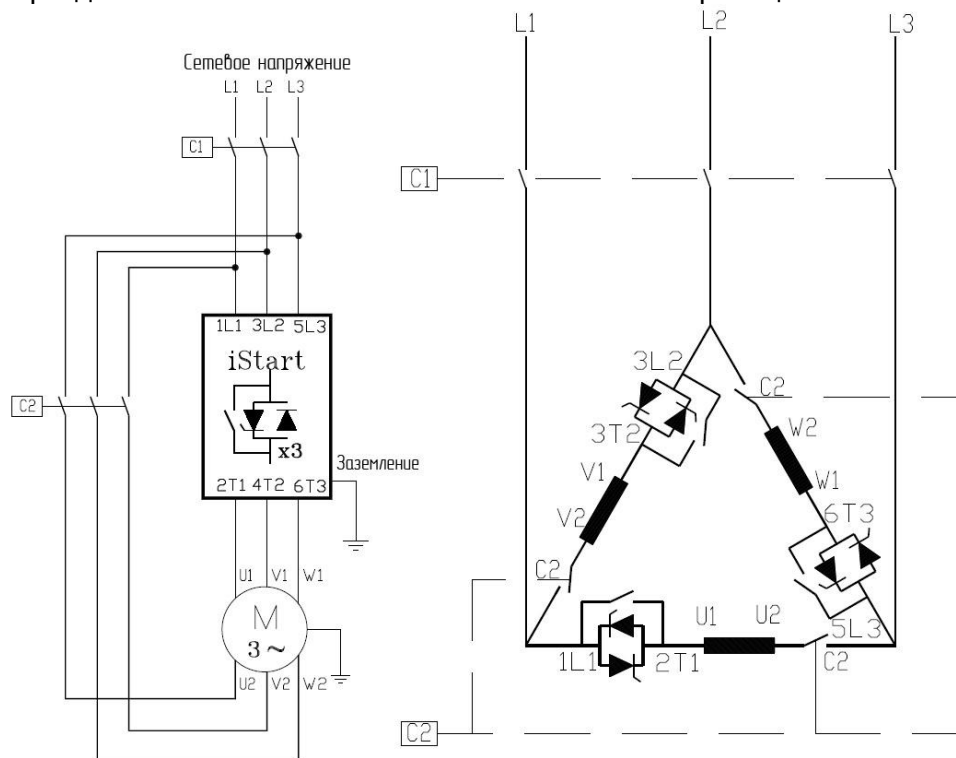 Сетевое напряжение
L1 L2 L3
C1
1L1 3L2 5L3
iStart
x3
C2
Заземление
2T1 4T2 6T3
U1 V1 W1
M
3~
U2 V2 W2
L1 L2 L3
C1
3L2
C2
3T2
W2
V1
W1
V2
6T3
C2
U1 U2
5L3
1L1 2T1
C2
C2